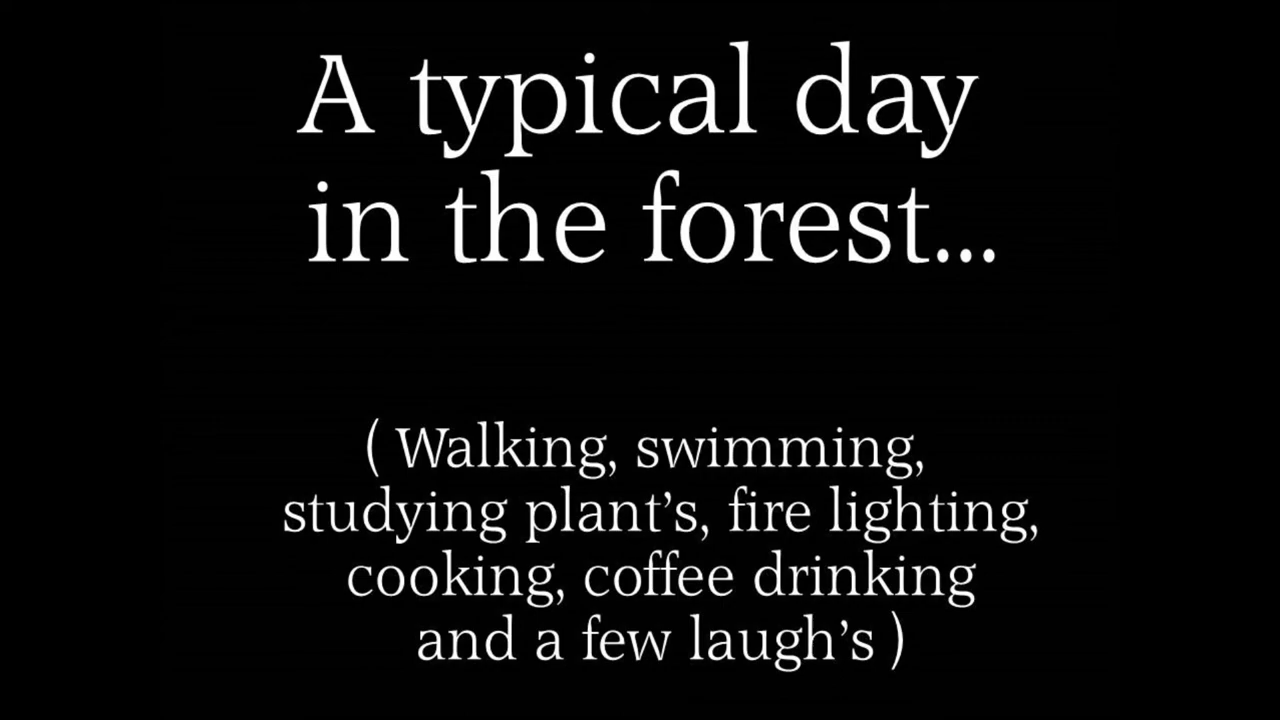 A typical day
in the forest...
( Walking, swimming,
studying plant’s, fire lighting,
cooking, coffee drinking
and a few laugh’s )